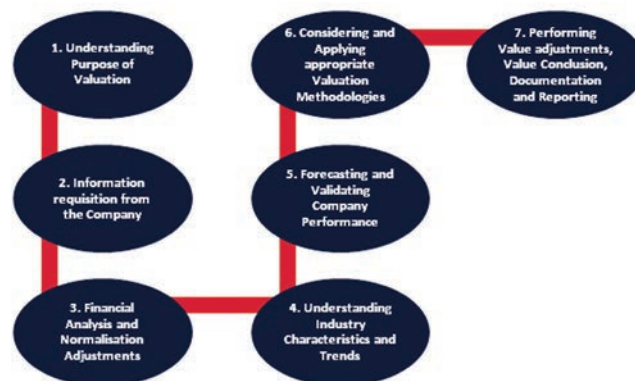 1. Understanding
Purpose of
Valuation
2. Information
requisition from
the Company
3. Financial
Analysis and
Normalisation
Adjustments
4. Understanding
Industry
Characteristics and
Trends
5. Forecasting and
Validating
Company
Performance
6. Considering and
Applying
appropriate
Valuation
Methodologies
7. Performing
Value adjustments,
Value Conclusion,
Documentation
and Reporting